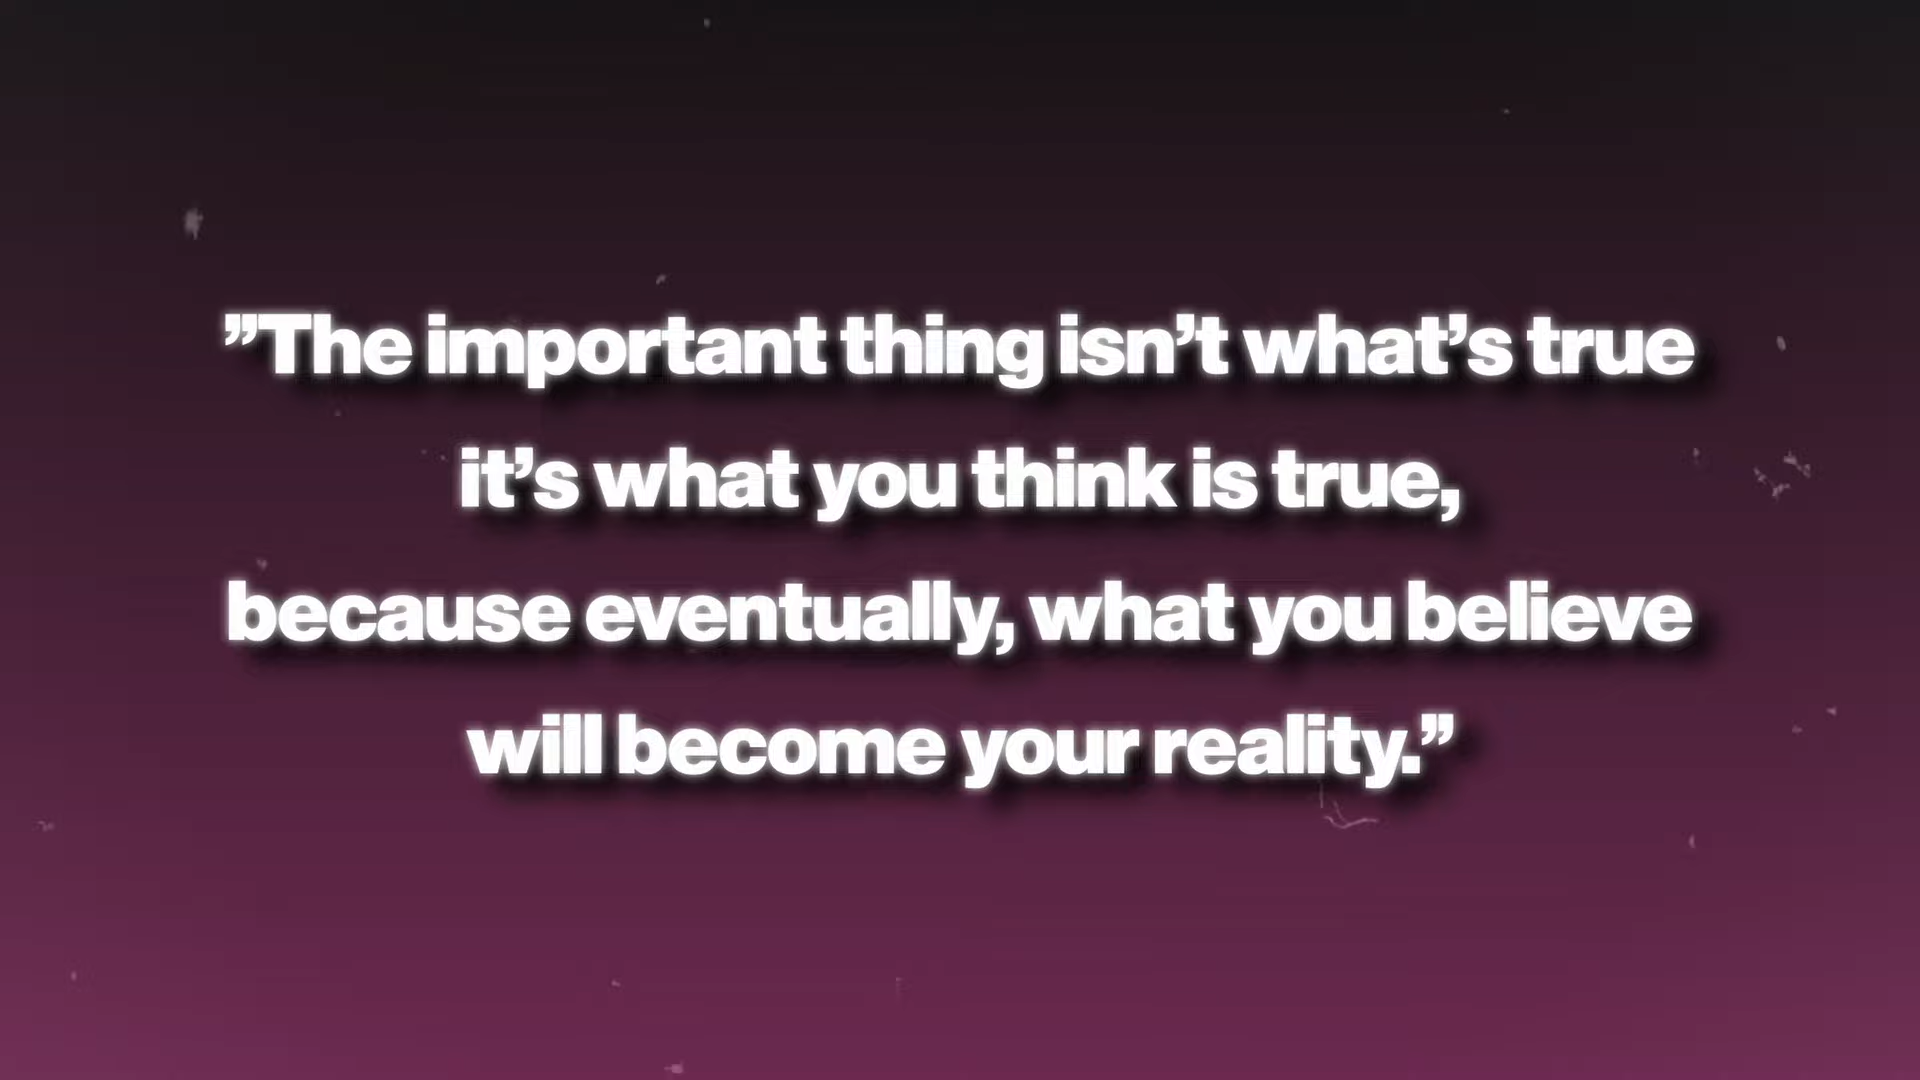 ”The important thing isn’t what’s true
it’s what you think is true,
because eventually, what you believe
will become your reality.”